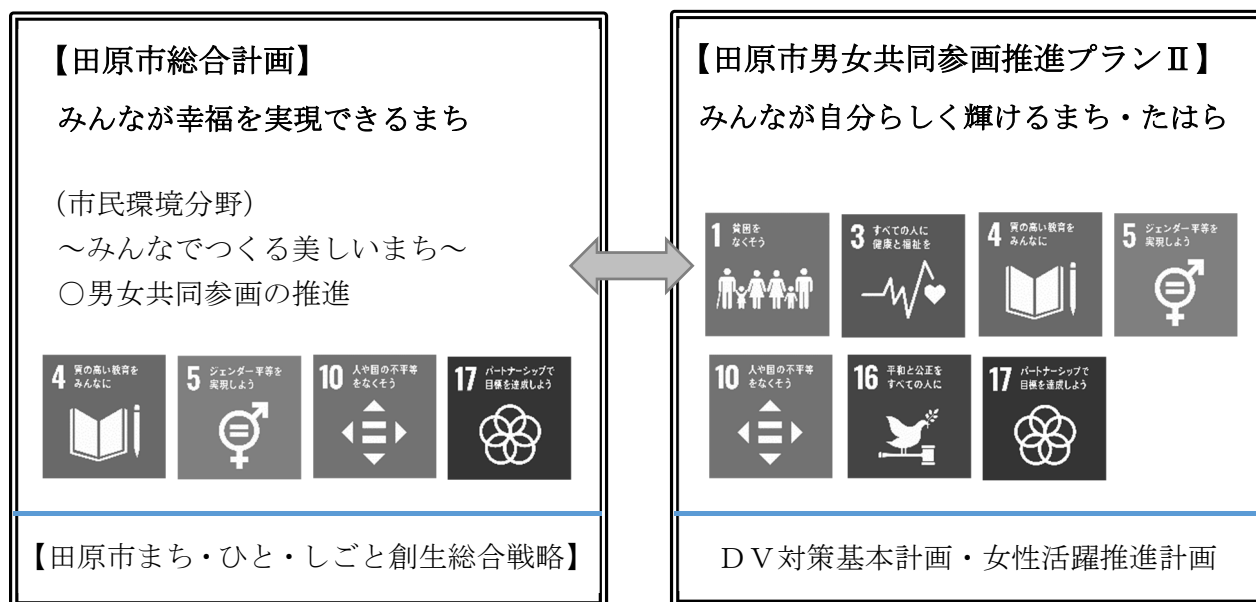 【田原市総合計画】
みんなが幸福を実現できるまち
(市民環境分野)
～みんなでつくる美しいまち～
○男女共同参画の推進
4 質の高い教育を
みんなに
5 ジェンダー平等を
実現しよう
10 人や国の不平等
をなくそう
17 パートナーシップで
目標を達成しよう
【田原市まち・ひと・しごと創生総合戦略】
【田原市男女共同参画推進プランⅡ】
みんなが自分らしく輝けるまち・たはら
1 貧困を
なくそう
3 すべての人に
健康と福祉を
4 質の高い教育を
みんなに
5 ジェンダー平等を
実現しよう
10 人や国の不平等
をなくそう
16 平和と公正を
すべての人に
17 パートナーシップで
目標を達成しよう
ＤＶ対策基本計画・女性活躍推進計画